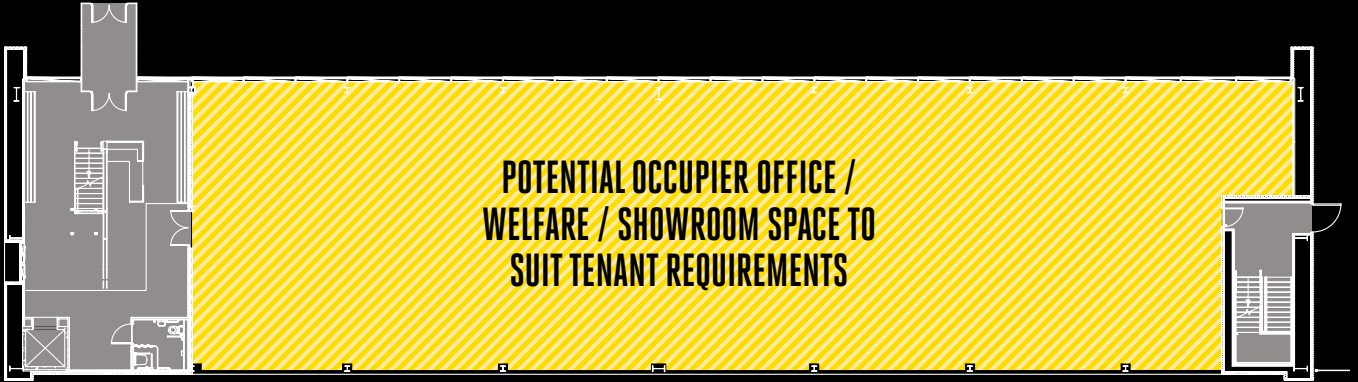 POTENTIAL OCCUPIER OFFICE /
WELFARE / SHOWROOM SPACE TO
SUIT TENANT REQUIREMENTS